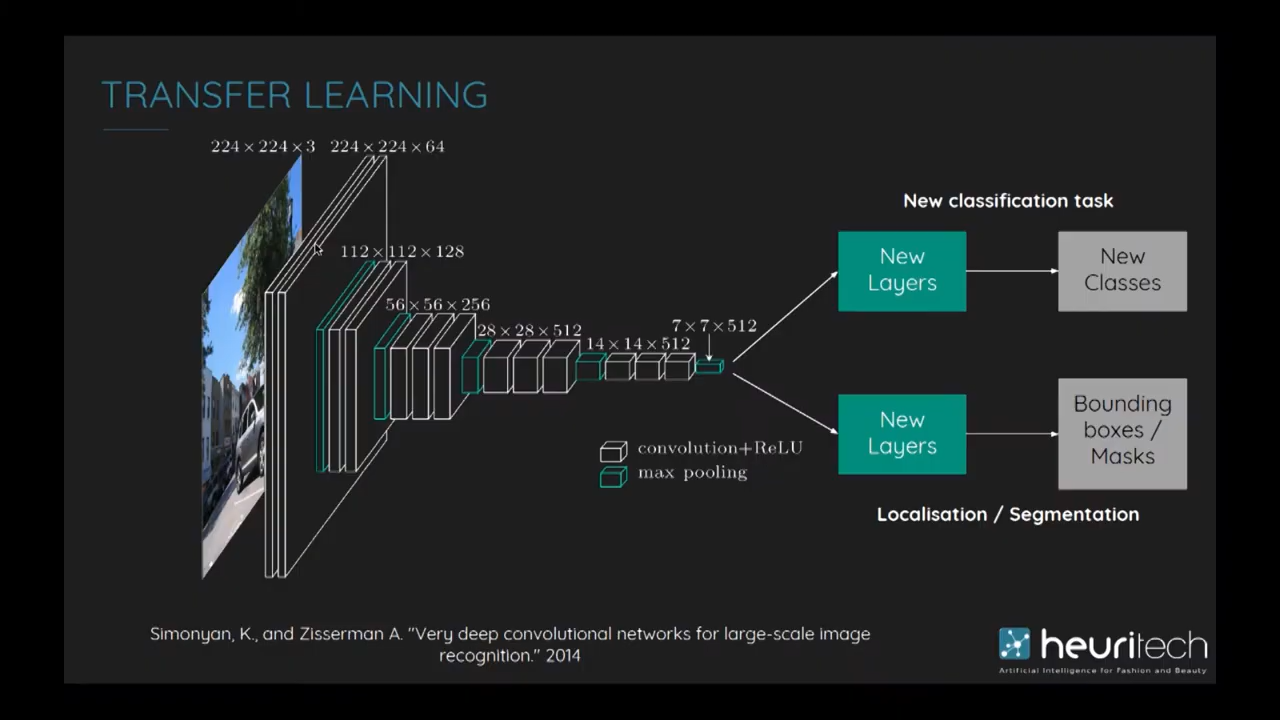 TRANSFER LEARNING
224×224×3
224×224×64
112×112×128
56×56×256
28×28×512
14×14×512
7×7×512
convolution+ReLU
max pooling
New classification task
New
Layers
New
Classes
New
Layers
Bounding
boxes /
Masks
Localisation / Segmentation
Simonyan, K., and Zisserman A. "Very deep convolutional networks for large-scale image
recognition." 2014
heuritech
Artificial Intelligence for Fashion and Beauty